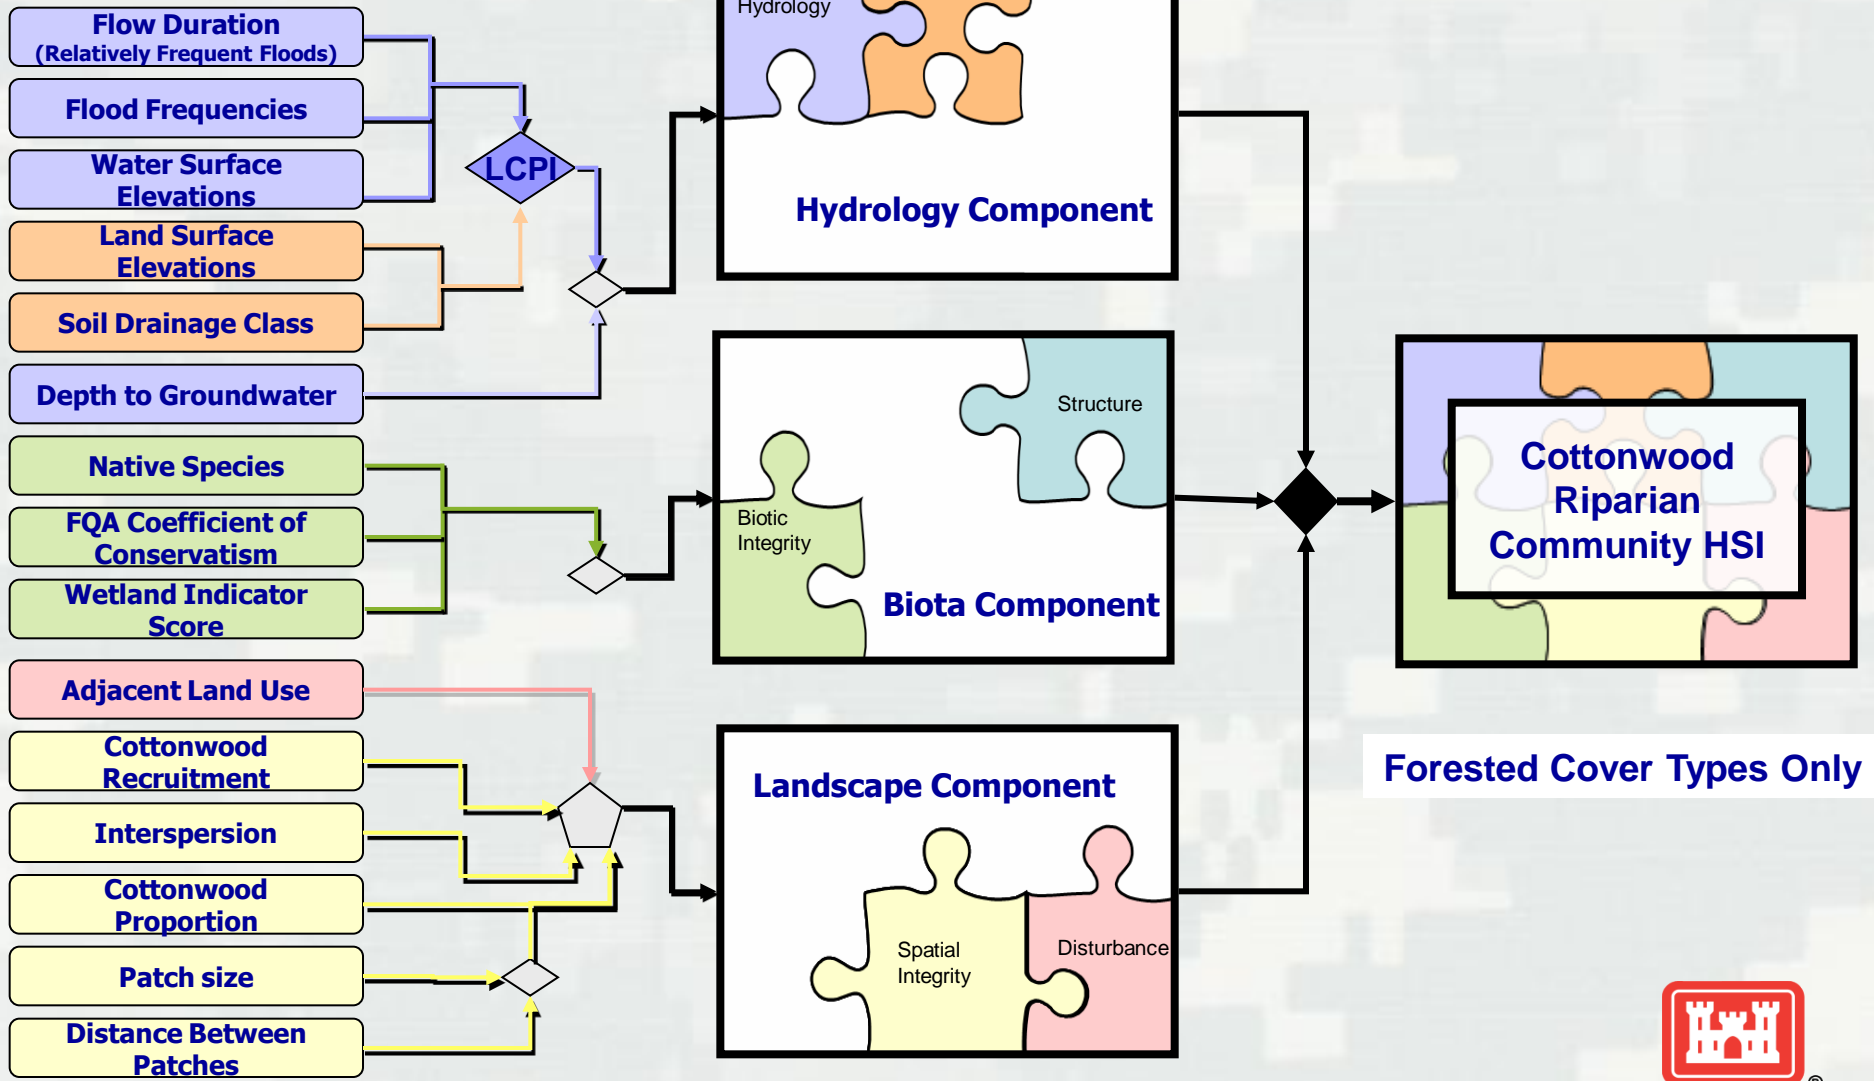 Flow Duration
(Relatively Frequent Floods)
Flood Frequencies
Water Surface
Elevations
Land Surface
Elevations
Soil Drainage Class
Depth to Groundwater
Native Species
FQA Coefficient of
Conservatism
Wetland Indicator
Score
Adjacent Land Use
Cottonwood
Recruitment
Interspersion
Cottonwood
Proportion
Patch size
Distance Between
Patches
LCPI
Hydrology
Hydrology Component
Structure
Biotic
Integrity
Biota Component
Landscape Component
Spatial
Integrity
Disturbance
Cottonwood
Riparian
Community HSI
Forested Cover Types Only
®